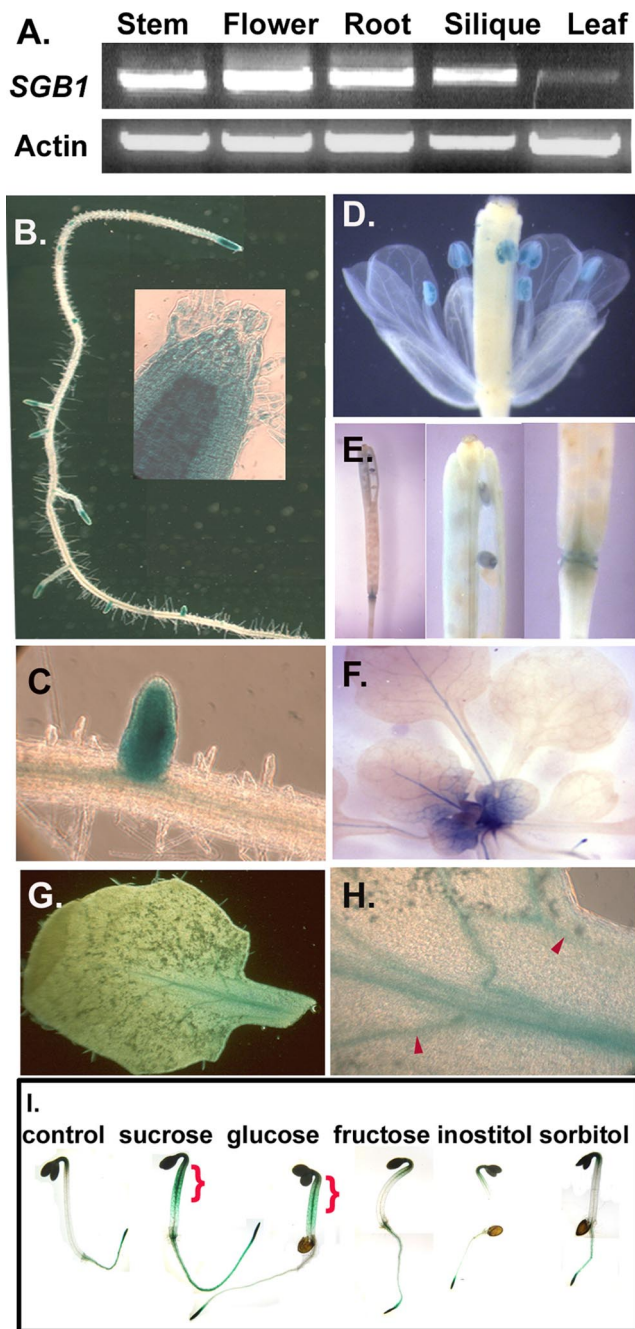 A.
Stem Flower Root Silique Leaf
SGB1
Actin
B.
D.
E.
C
F.
G.
H.
I.
control sucrose glucose fructose inostitol sorbitol